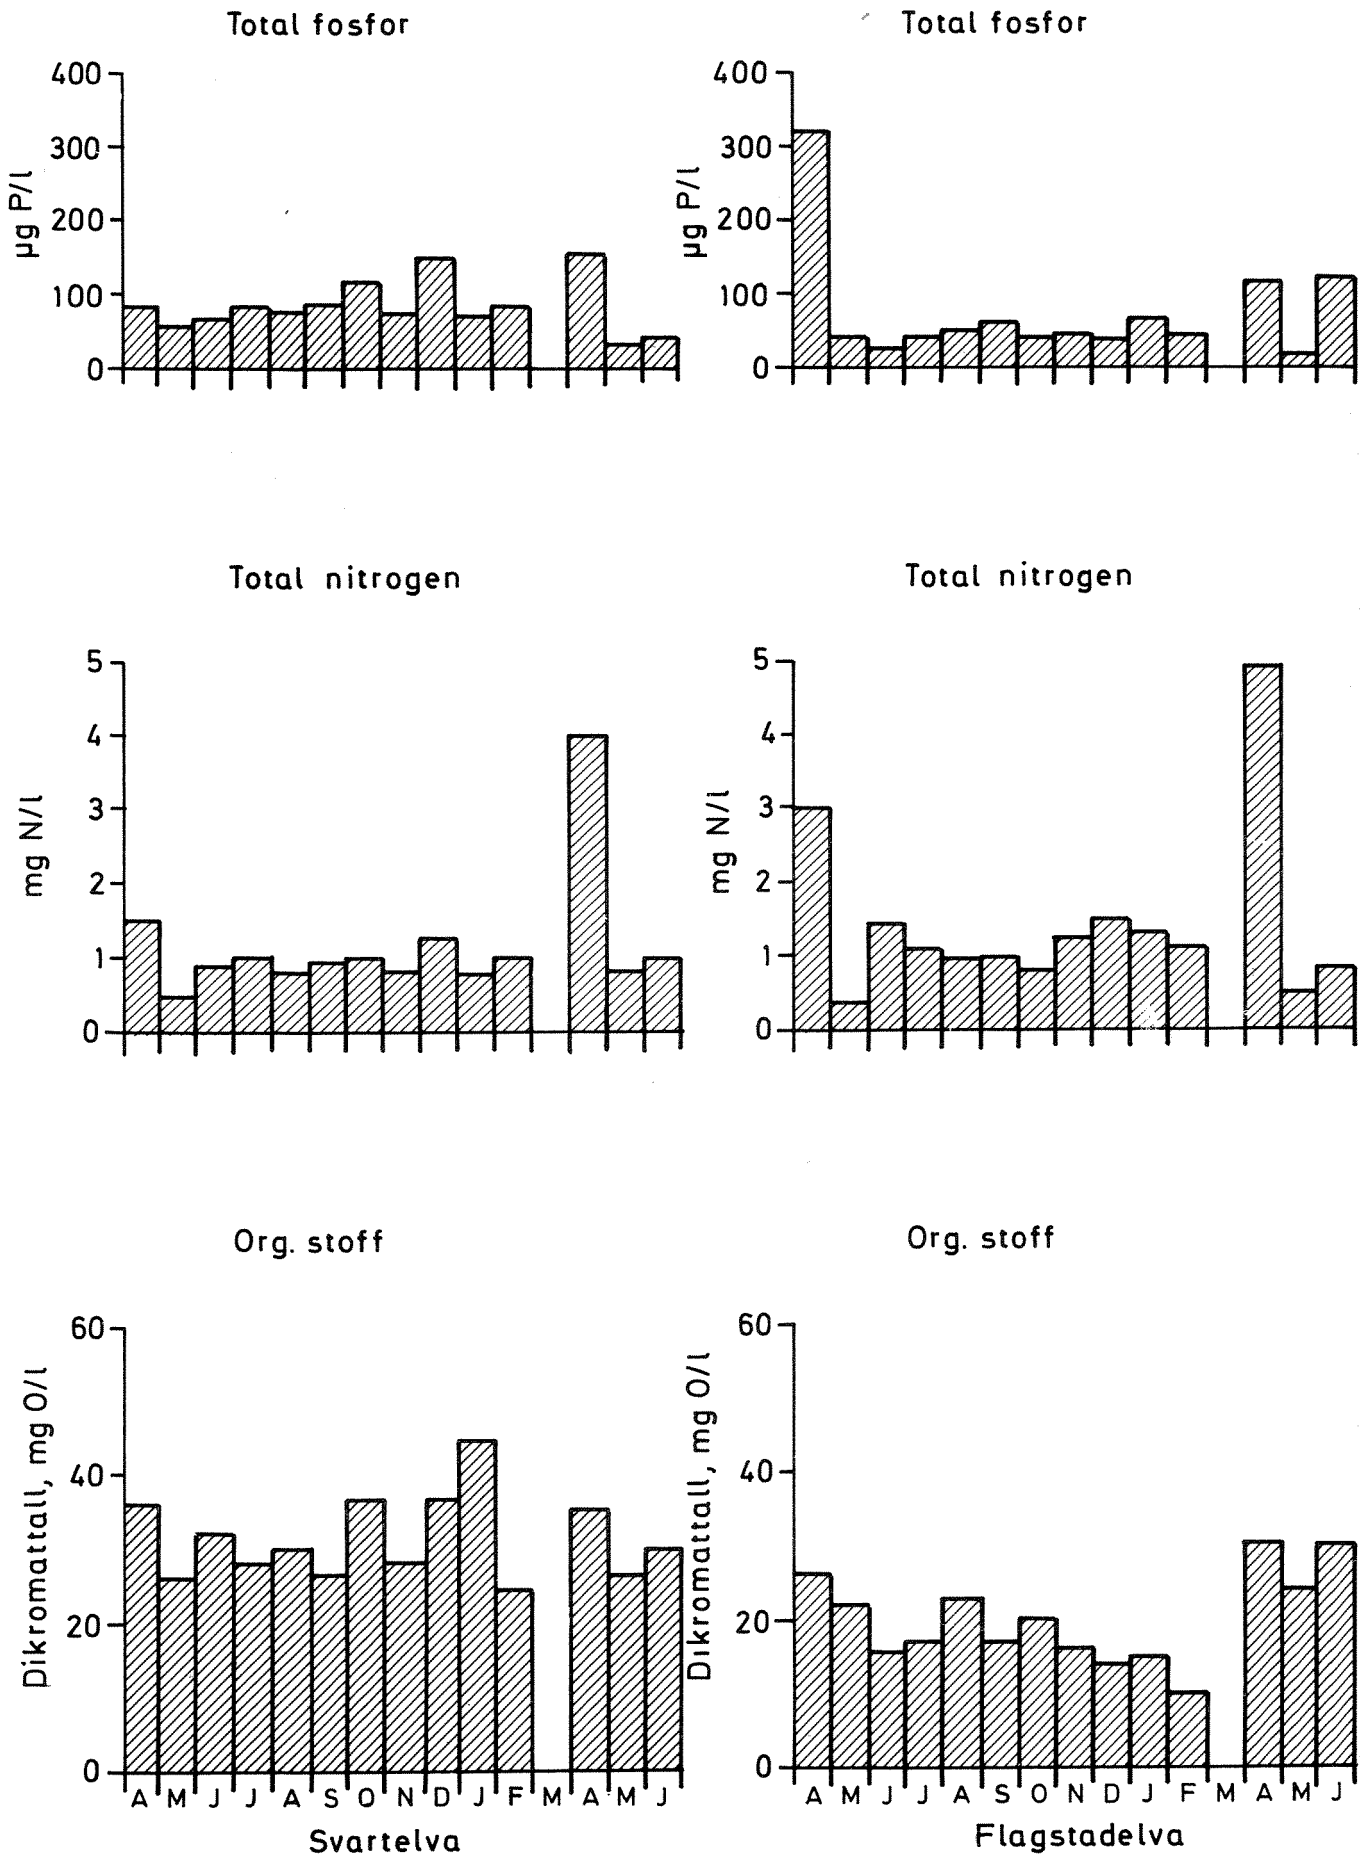 Total fosfor
400
300
200
100
0
µg P/l
Total fosfor
400
300
200
100
0
µg P/l
Total nitrogen
5
4
3
2
1
0
mg N/l
Total nitrogen
5
4
3
2
1
0
mg N/l
Org. stoff
60
40
20
0
Dikromattall, mg O/l
A M J J A S O N D J F M A M J
Svartelva
Org. stoff
60
40
20
0
Dikromattall, mg O/l
A M J J A S O N D J F M A M J
Flagstadelva